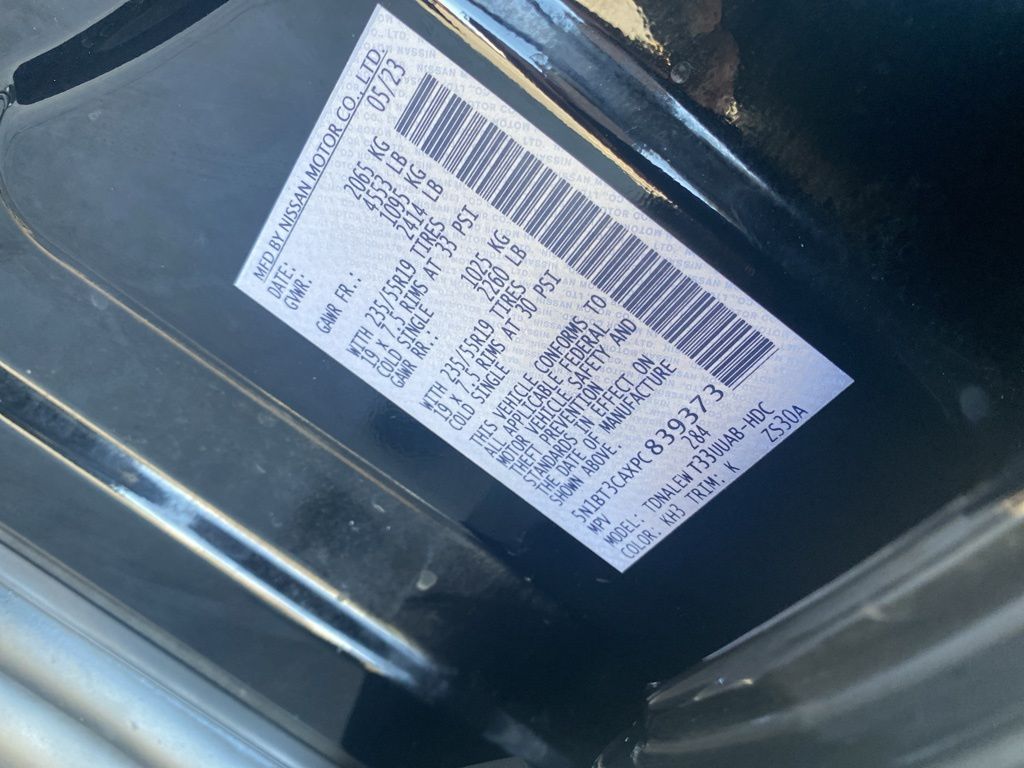 MFD BY NISSAN MOTOR CO., LTD.
DATE: 05/23
GVWR: 2065 KG
4553 LB
GAWR FR.: 1095 KG
2414 LB
WITH 235/55R19 TIRES
19 X 7.5 RIMS AT 33 PSI
COLD SINGLE
GAWR RR.: 1025 KG
2260 LB
WITH 235/55R19 TIRES
19 X 7.5 RIMS AT 30 PSI
COLD SINGLE
THIS VEHICLE CONFORMS TO
ALL APPLICABLE FEDERAL
MOTOR VEHICLE SAFETY AND
THEFT PREVENTION
STANDARDS IN EFFECT ON
THE DATE OF MANUFACTURE
SHOWN ABOVE.
5N1BT3CAXPC 839373
MPV 284
MODEL: TDNALEW T33UUAB-HDC
COLOR: KH3 TRIM: K ZS30A